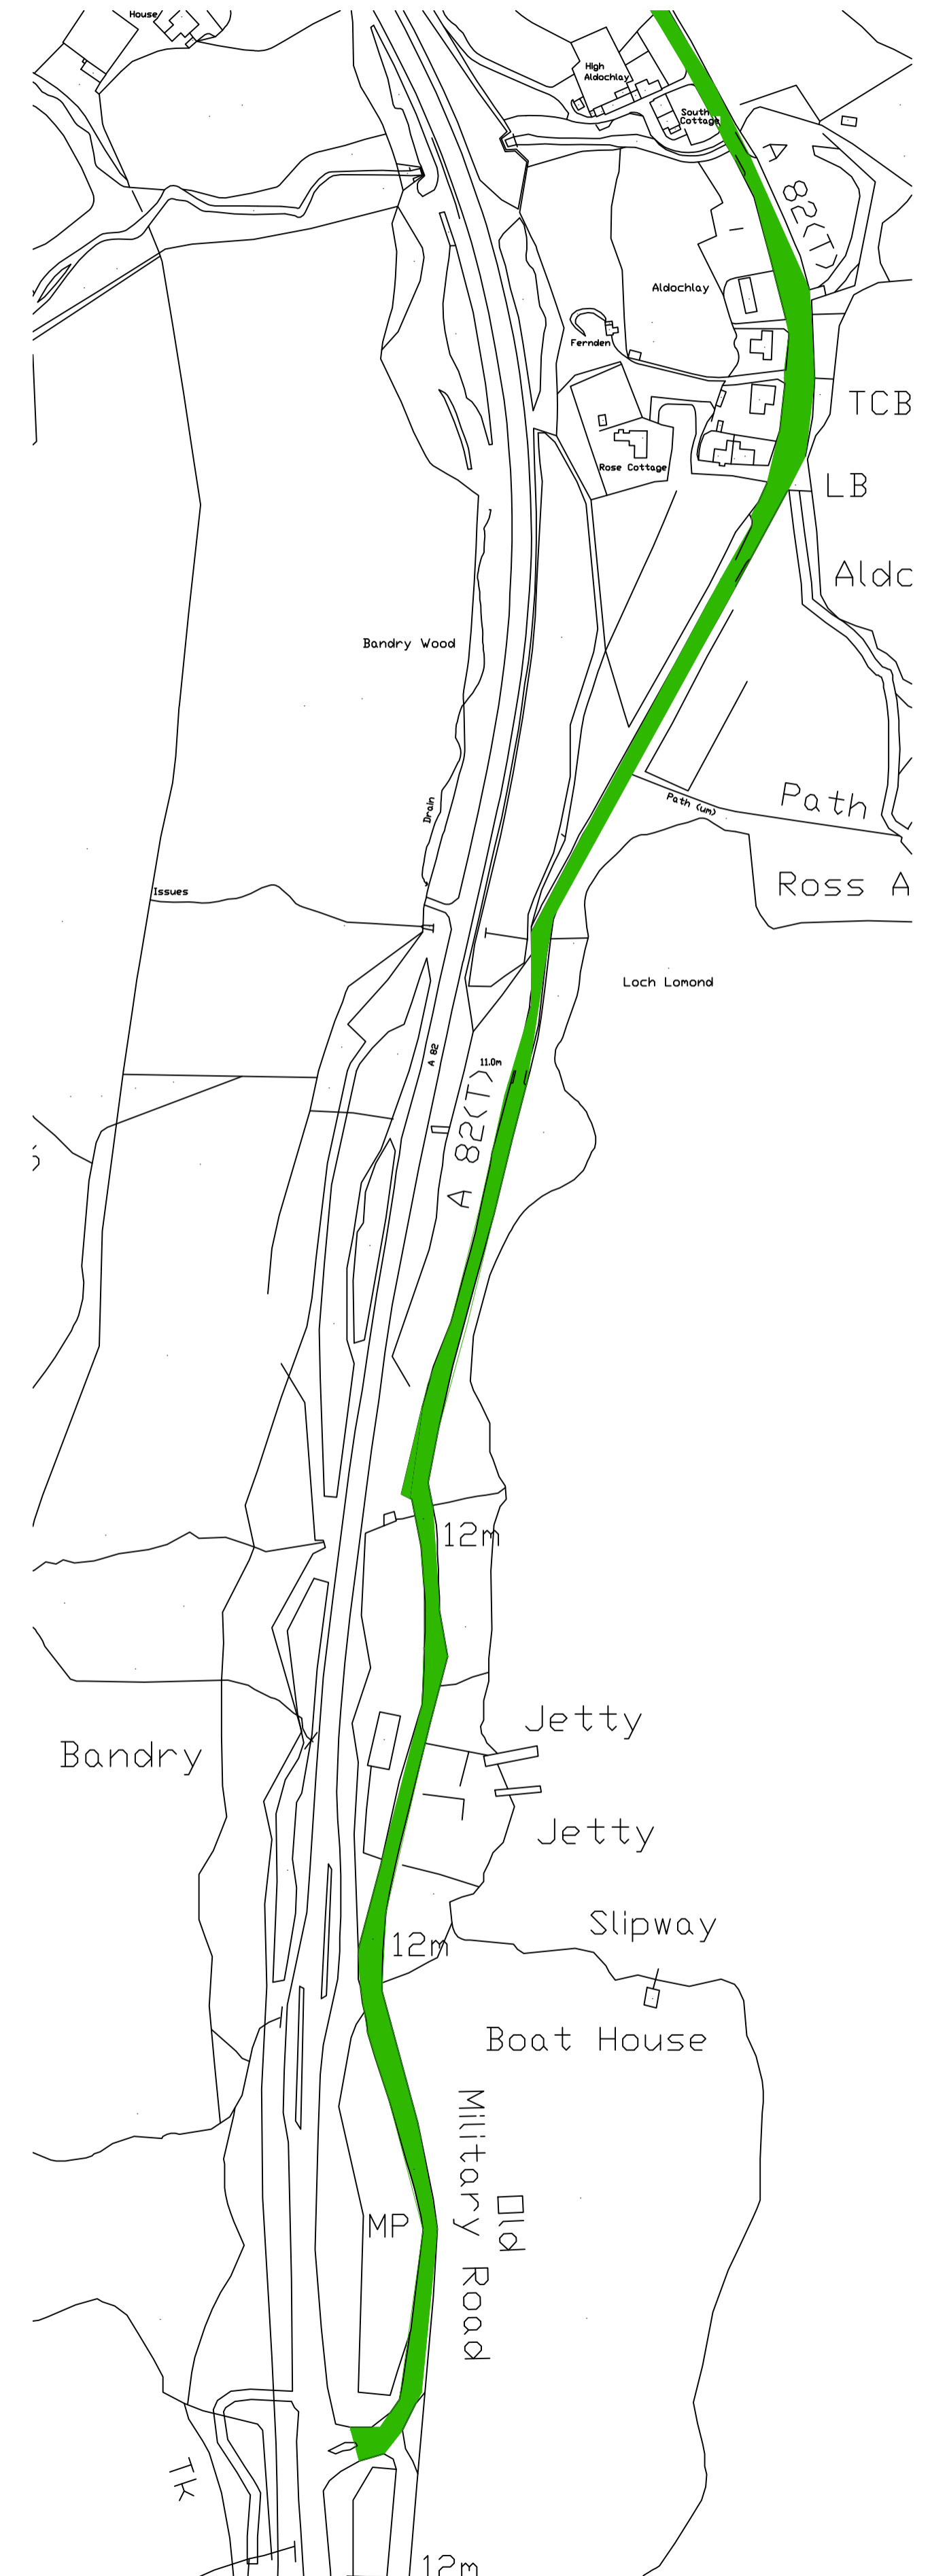 House
High
Aldochlay
South
Cottage
A 82(T)
Aldochlay
Fernden
TCB
Rose Cottage
LB
Aldc
Bandry Wood
Path
Drain
Path (um)
Ross A
Issues
Loch Lomond
A 82
11.0m
A 82(T)
12m
Jetty
Bandry
Jetty
Slipway
12m
Boat House
Old
Military Road
MP
Tk
12m